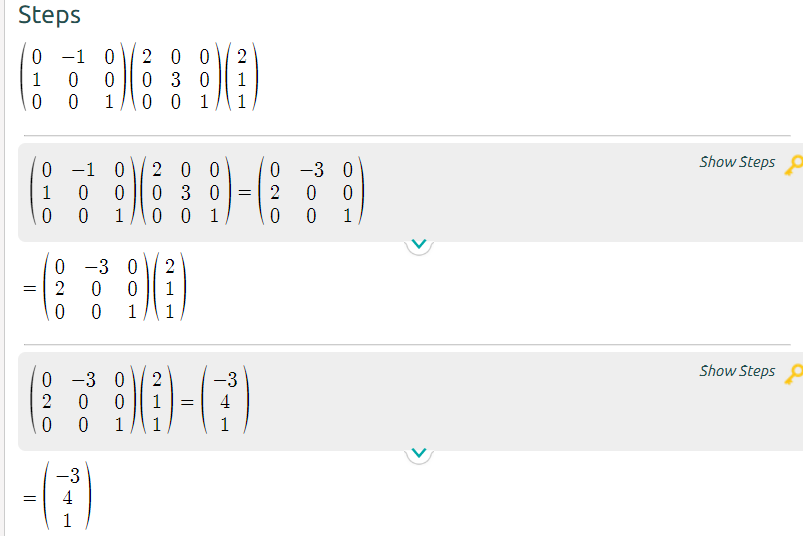 Steps
( 0 −1 0 ) ( 2 0 0 ) ( 2 )
( 1 0 0 ) ( 0 3 0 ) ( 1 )
( 0 0 1 ) ( 0 0 1 ) ( 1 )
Show Steps
( 0 −1 0 ) ( 2 0 0 ) ( 0 −3 0 )
( 1 0 0 ) ( 0 3 0 ) = ( 2 0 0 )
( 0 0 1 ) ( 0 0 1 ) ( 0 0 1 )
( 0 −3 0 ) ( 2 )
= ( 2 0 0 ) ( 1 )
( 0 0 1 ) ( 1 )
Show Steps
( 0 −3 0 ) ( 2 ) ( −3 )
( 2 0 0 ) ( 1 ) = ( 4 )
( 0 0 1 ) ( 1 ) ( 1 )
( −3 )
= ( 4 )
( 1 )